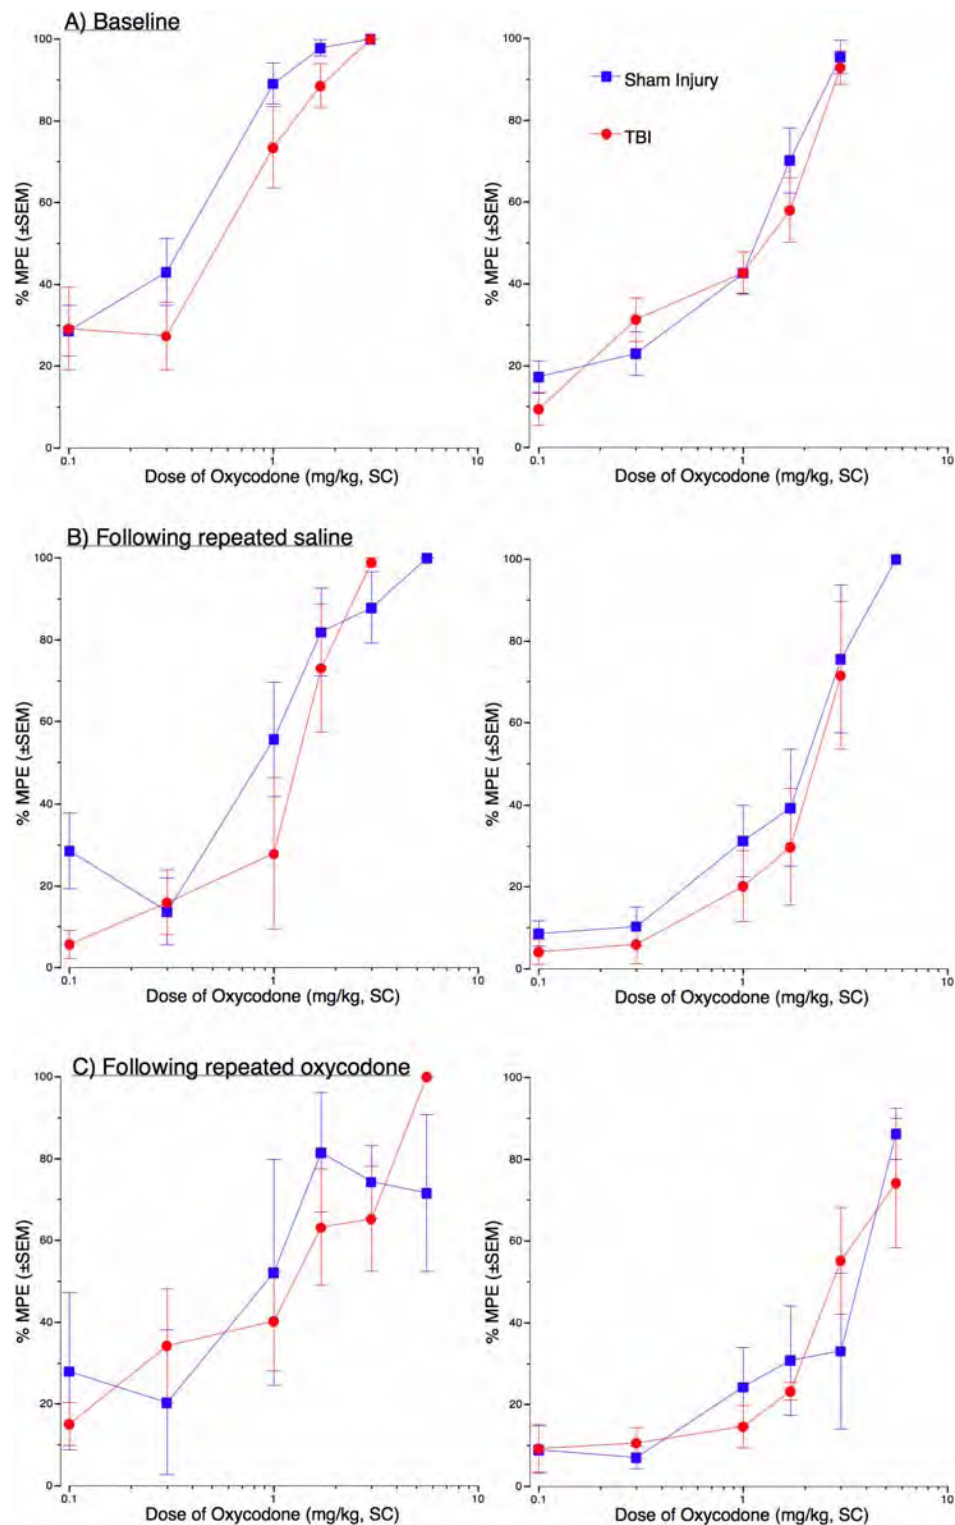 A) Baseline
100
80
60
40
20
0
% MPE (±SEM)
0.1 1 10
Dose of Oxycodone (mg/kg, SC)
100
80
60
40
20
0
% MPE (±SEM)
Sham Injury
TBI
0.1 1 10
Dose of Oxycodone (mg/kg, SC)
B) Following repeated saline
100
80
60
40
20
0
% MPE (±SEM)
0.1 1 10
Dose of Oxycodone (mg/kg, SC)
100
80
60
40
20
0
% MPE (±SEM)
0.1 1 10
Dose of Oxycodone (mg/kg, SC)
C) Following repeated oxycodone
100
80
60
40
20
0
% MPE (±SEM)
0.1 1 10
Dose of Oxycodone (mg/kg, SC)
100
80
60
40
20
0
% MPE (±SEM)
0.1 1 10
Dose of Oxycodone (mg/kg, SC)